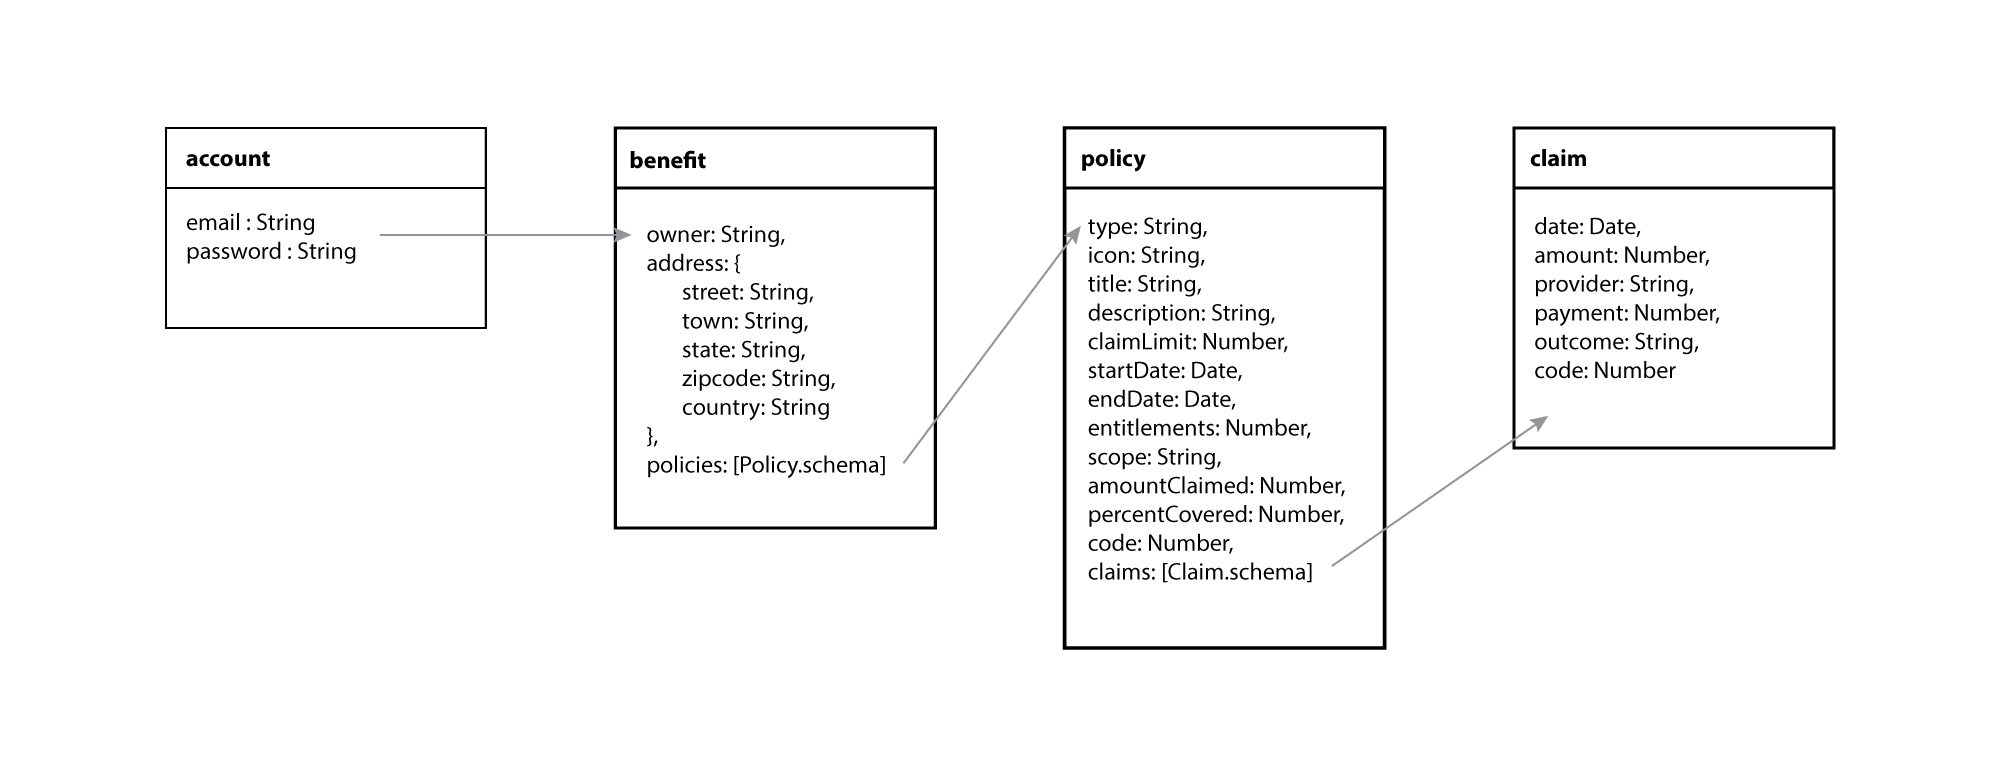 account
email : String
password : String
benefit
owner: String,
address: {
street: String,
town: String,
state: String,
zipcode: String,
country: String
},
policies: [Policy.schema]
policy
type: String,
icon: String,
title: String,
description: String,
claimLimit: Number,
startDate: Date,
endDate: Date,
entitlements: Number,
scope: String,
amountClaimed: Number,
percentCovered: Number,
code: Number,
claims: [Claim.schema]
claim
date: Date,
amount: Number,
provider: String,
payment: Number,
outcome: String,
code: Number